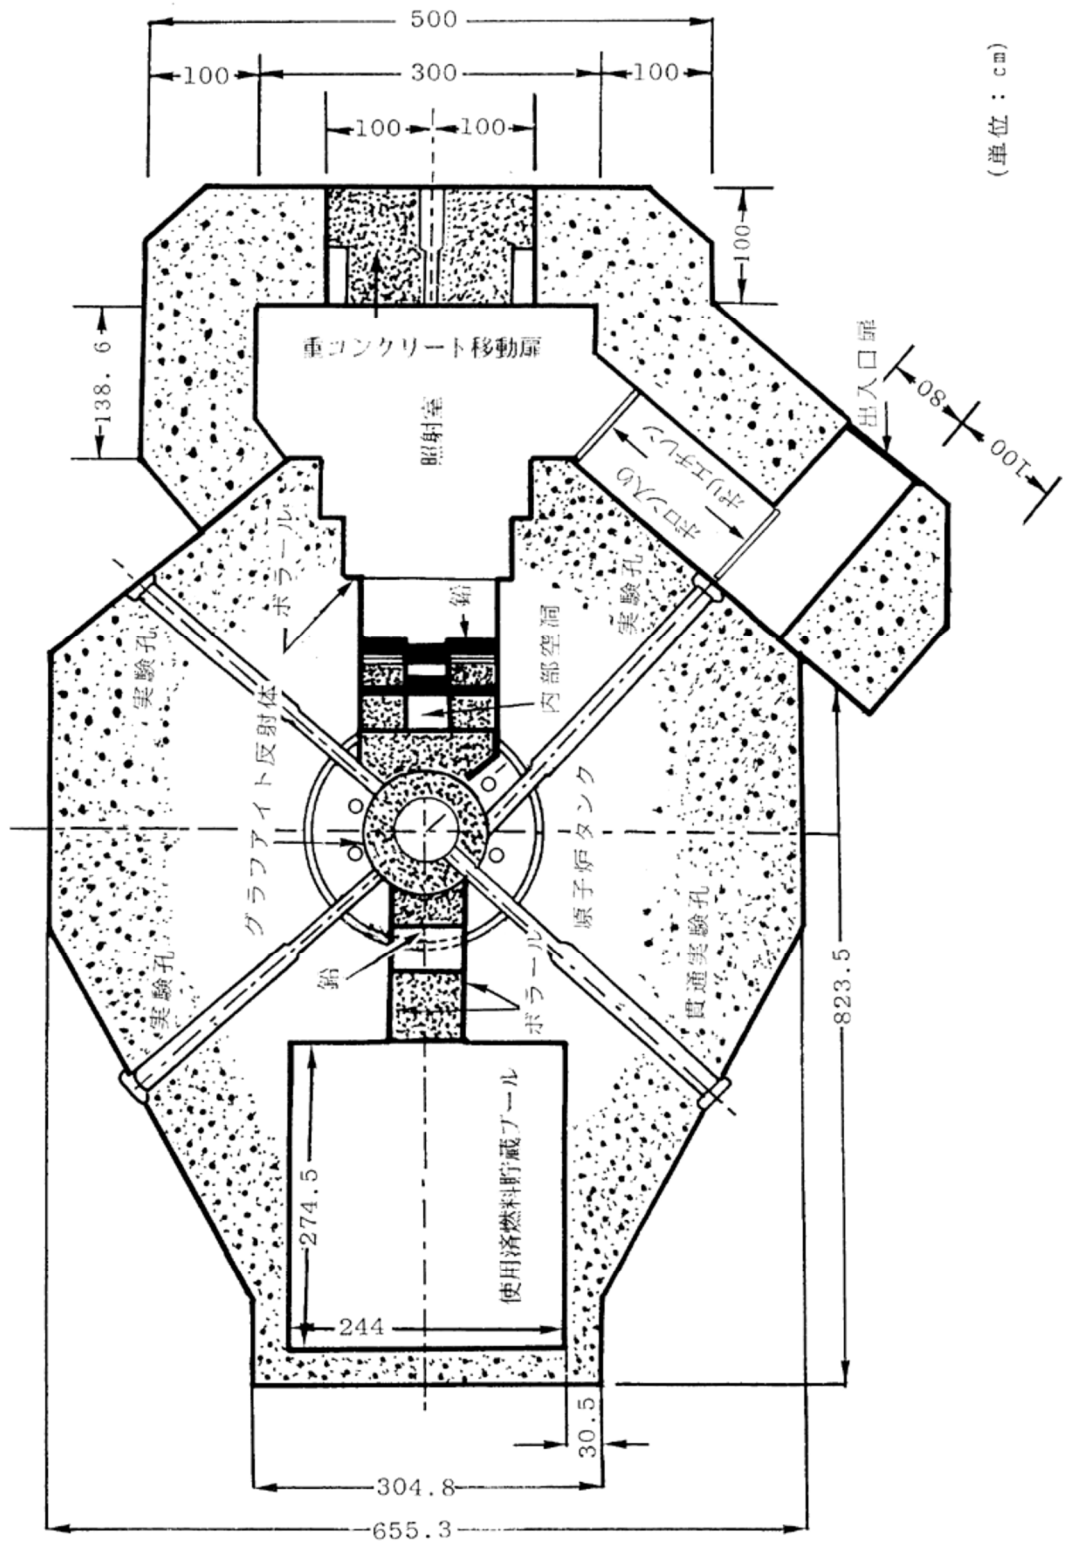 500
100
300
100
100
100
(単位：cm)
100
138.6
重コンクリート移動扉
照射室
出入口扉
80
100
ボロン入り
ポリエチレン
ボラール
鉛
実験孔
実験孔
内部空洞
グラファイト反射体
原子炉タンク
実験孔
鉛
ボラール
貫通実験孔
823.5
274.5
使用済燃料貯蔵プール
244
30.5
304.8
655.3